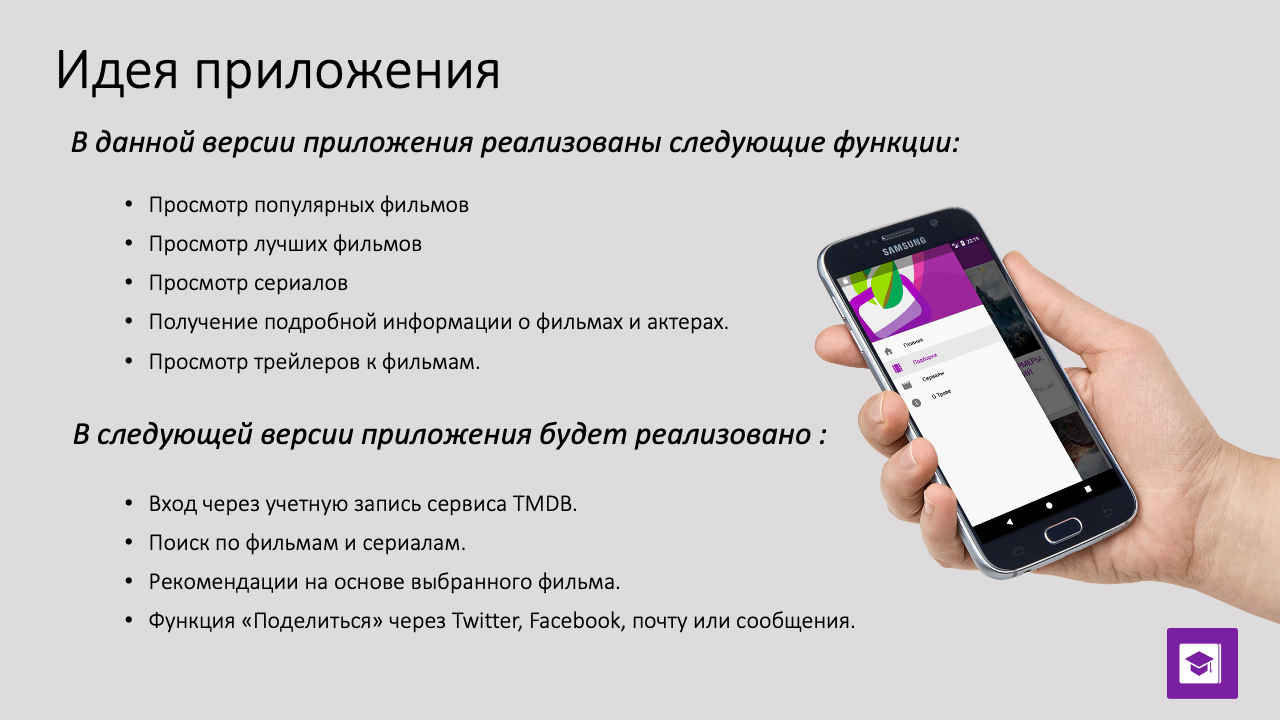 Идея приложения
В данной версии приложения реализованы следующие функции:
• Просмотр популярных фильмов
• Просмотр лучших фильмов
• Просмотр сериалов
• Получение подробной информации о фильмах и актерах.
• Просмотр трейлеров к фильмам.
SAMSUNG
22:19
Главная
Подборки
Сериалы
В следующей версии приложения будет реализовано :
• Вход через учетную запись сервиса TMDB.
• Поиск по фильмам и сериалам.
• Рекомендации на основе выбранного фильма.
• Функция «Поделиться» через Twitter, Facebook, почту или сообщения.